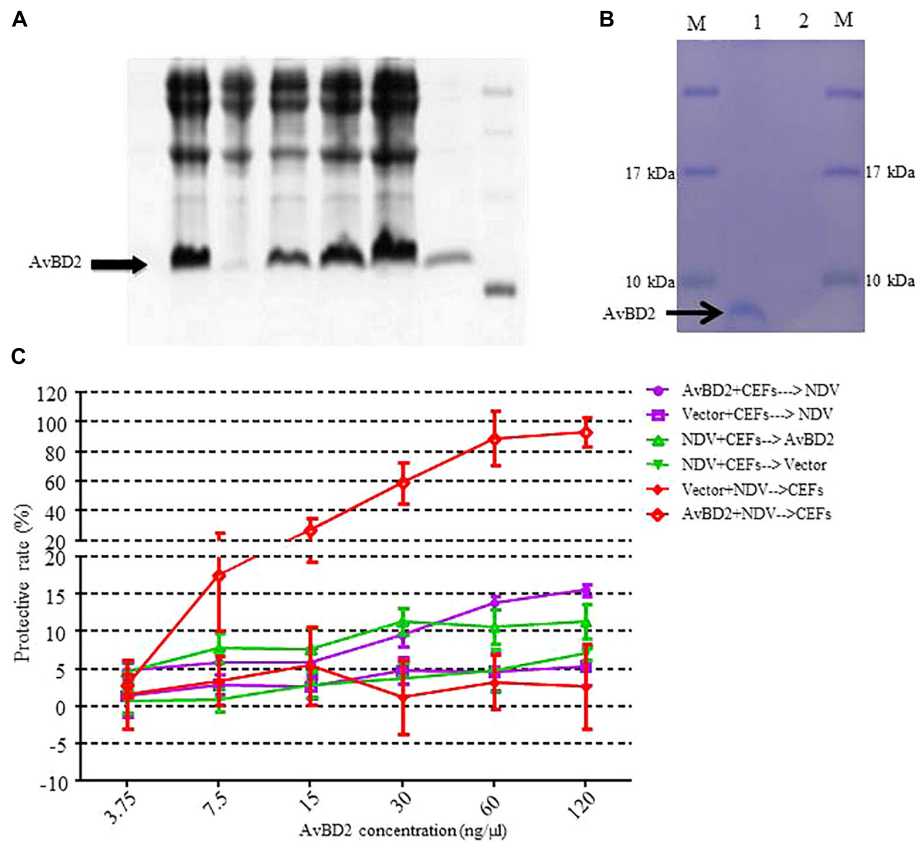 A
B
M 1 2 M
17 kDa 17 kDa
10 kDa 10 kDa
AvBD2
AvBD2
C
AvBD2+CEFs--->NDV
Vector+CEFs--->NDV
NDV+CEFs-->AvBD2
NDV+CEFs-->Vector
Vector+NDV-->CEFs
AvBD2+NDV-->CEFs
Protective rate (%)
120
100
80
60
40
20
20
15
10
5
0
-5
-10
3.75 7.5 15 30 60 120
AvBD2 concentration (ng/μl)